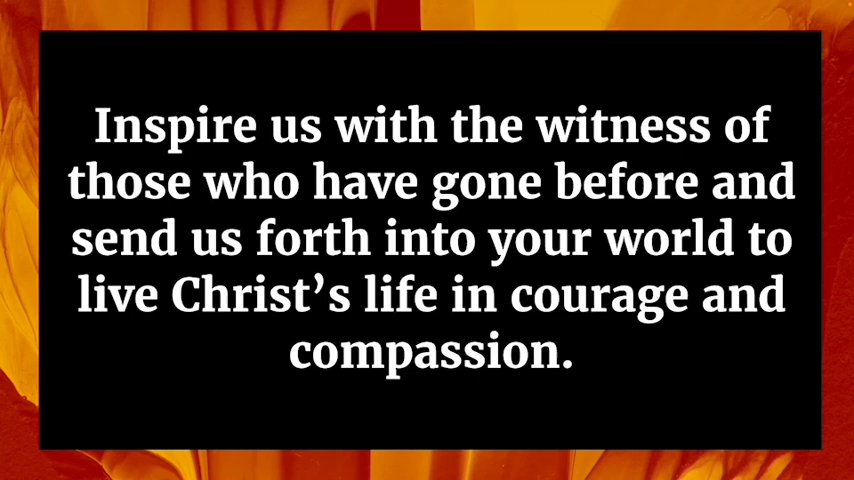 Inspire us with the witness of
those who have gone before and
send us forth into your world to
live Christ’s life in courage and
compassion.